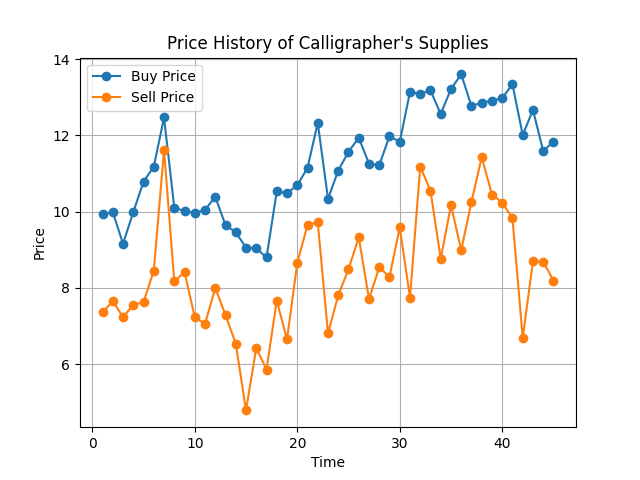 Price History of Calligrapher's Supplies
Buy Price
Sell Price
14
12
10
8
6
Price
0 10 20 30 40
Time